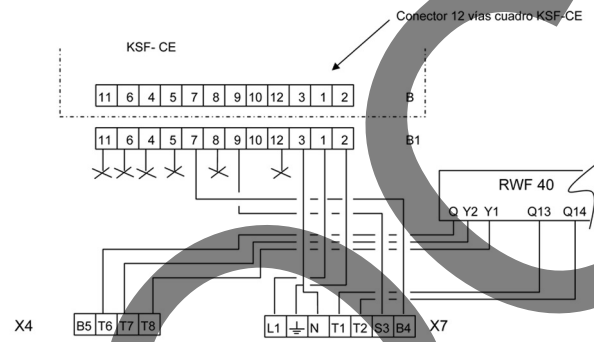 Conector 12 vías cuadro KSF-CE
KSF- CE
11 6 4 5 7 8 9 10 12 3 1 2 B
11 6 4 5 7 8 9 10 12 3 1 2 B1
RWF 40
Q Y2 Y1 Q13 Q14
X4 B5 T6 T7 T8 L1 N T1 T2 S3 B4 X7